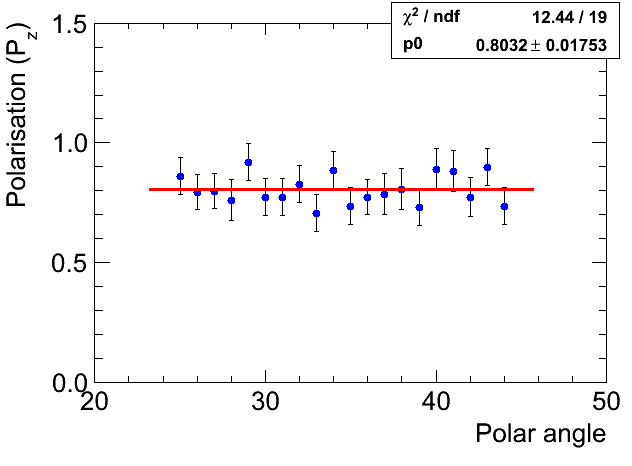 χ² / ndf 12.44 / 19
p0 0.8032 ± 0.01753
Polarisation (P_z)
1.5
1.0
0.5
0.0
20 30 40 50
Polar angle